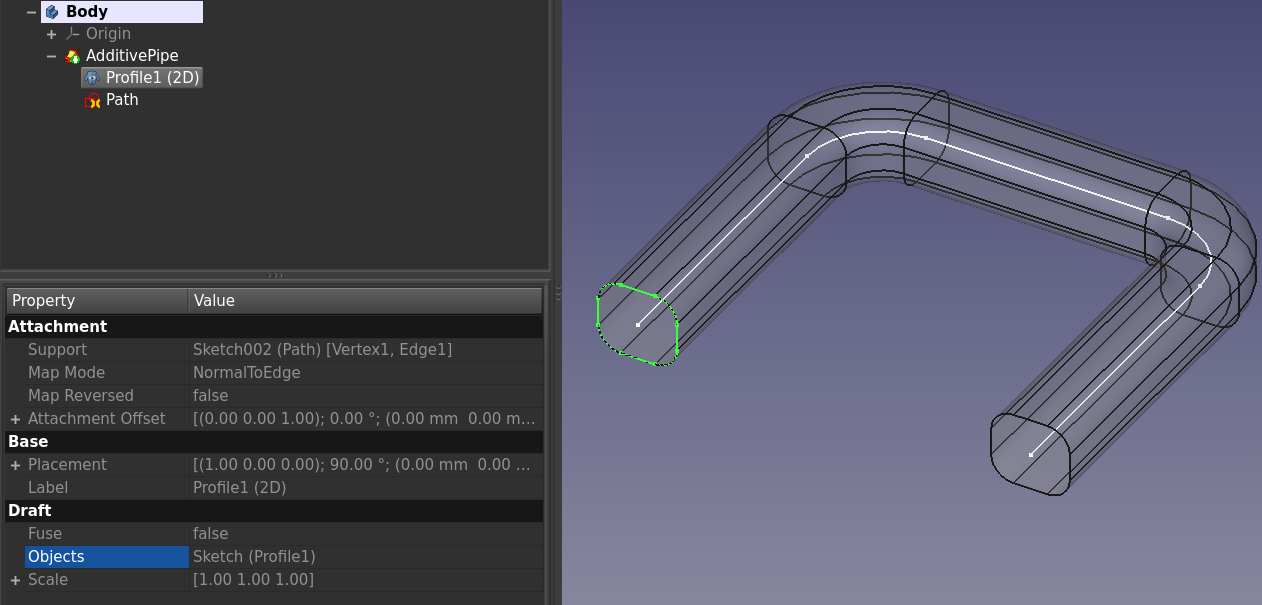 Body
Origin
AdditivePipe
Profile1 (2D)
Path
Property Value
Attachment
Support Sketch002 (Path) [Vertex1, Edge1]
Map Mode NormalToEdge
Map Reversed false
Attachment Offset [(0.00 0.00 1.00); 0.00 °; (0.00 mm  0.00 m...
Base
Placement [(1.00 0.00 0.00); 90.00 °; (0.00 mm  0.00 ...
Label Profile1 (2D)
Draft
Fuse false
Objects Sketch (Profile1)
Scale [1.00 1.00 1.00]